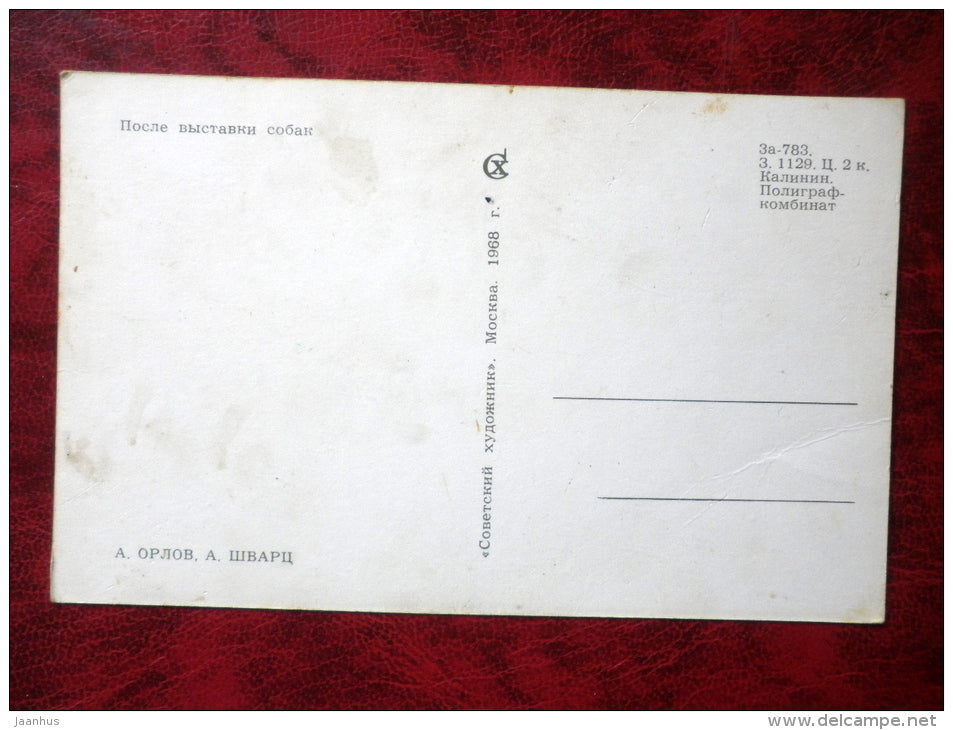 После выставки собак
А. ОРЛОВ, А. ШВАРЦ
«Советский художник». Москва. 1968 г.
СХ
За-783.
З. 1129. Ц. 2 к.
Калинин.
Полиграф-
комбинат
jaanhus
www.delcampe.net